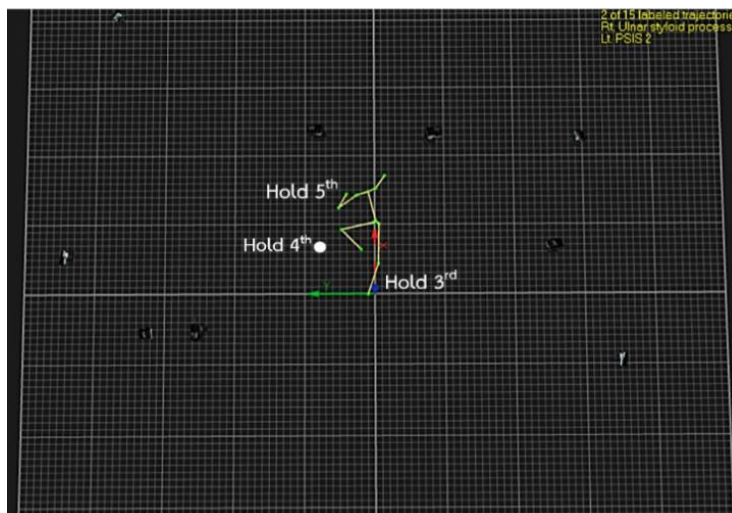 2 of 15 labeled trajectorie
Rt. Ulnar styloid process
Lt. PSIS 2
Hold 5th
Hold 4th
X
Hold 3rd
Y